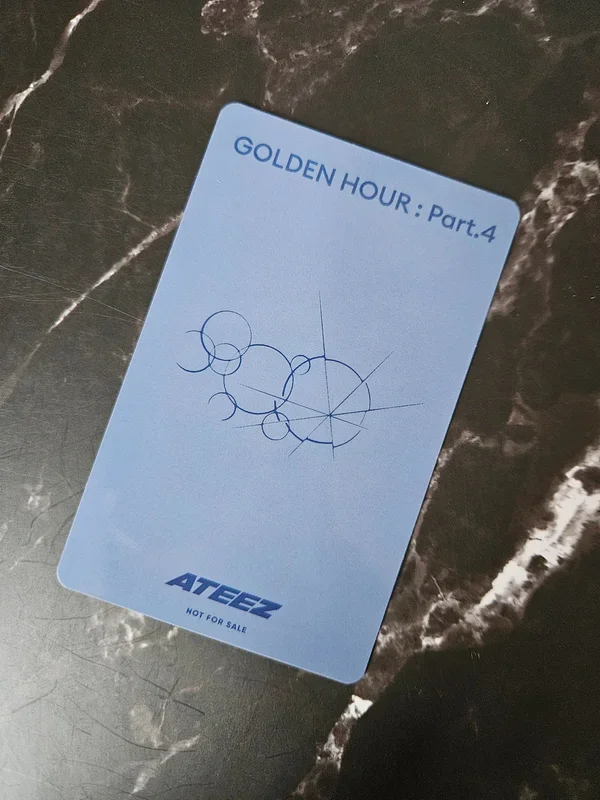 GOLDEN HOUR : Part.4
ATEEZ
NOT FOR SALE